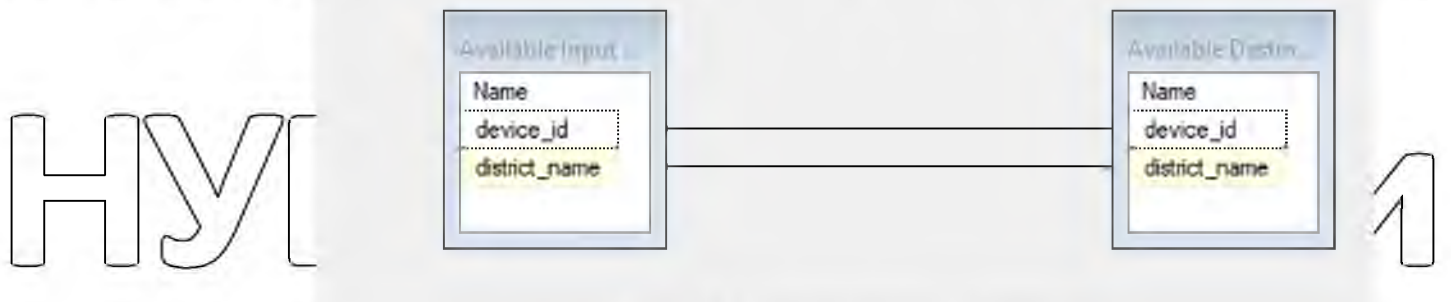 Available Input ...
Name
device_id
district_name
Available Destin...
Name
device_id
district_name